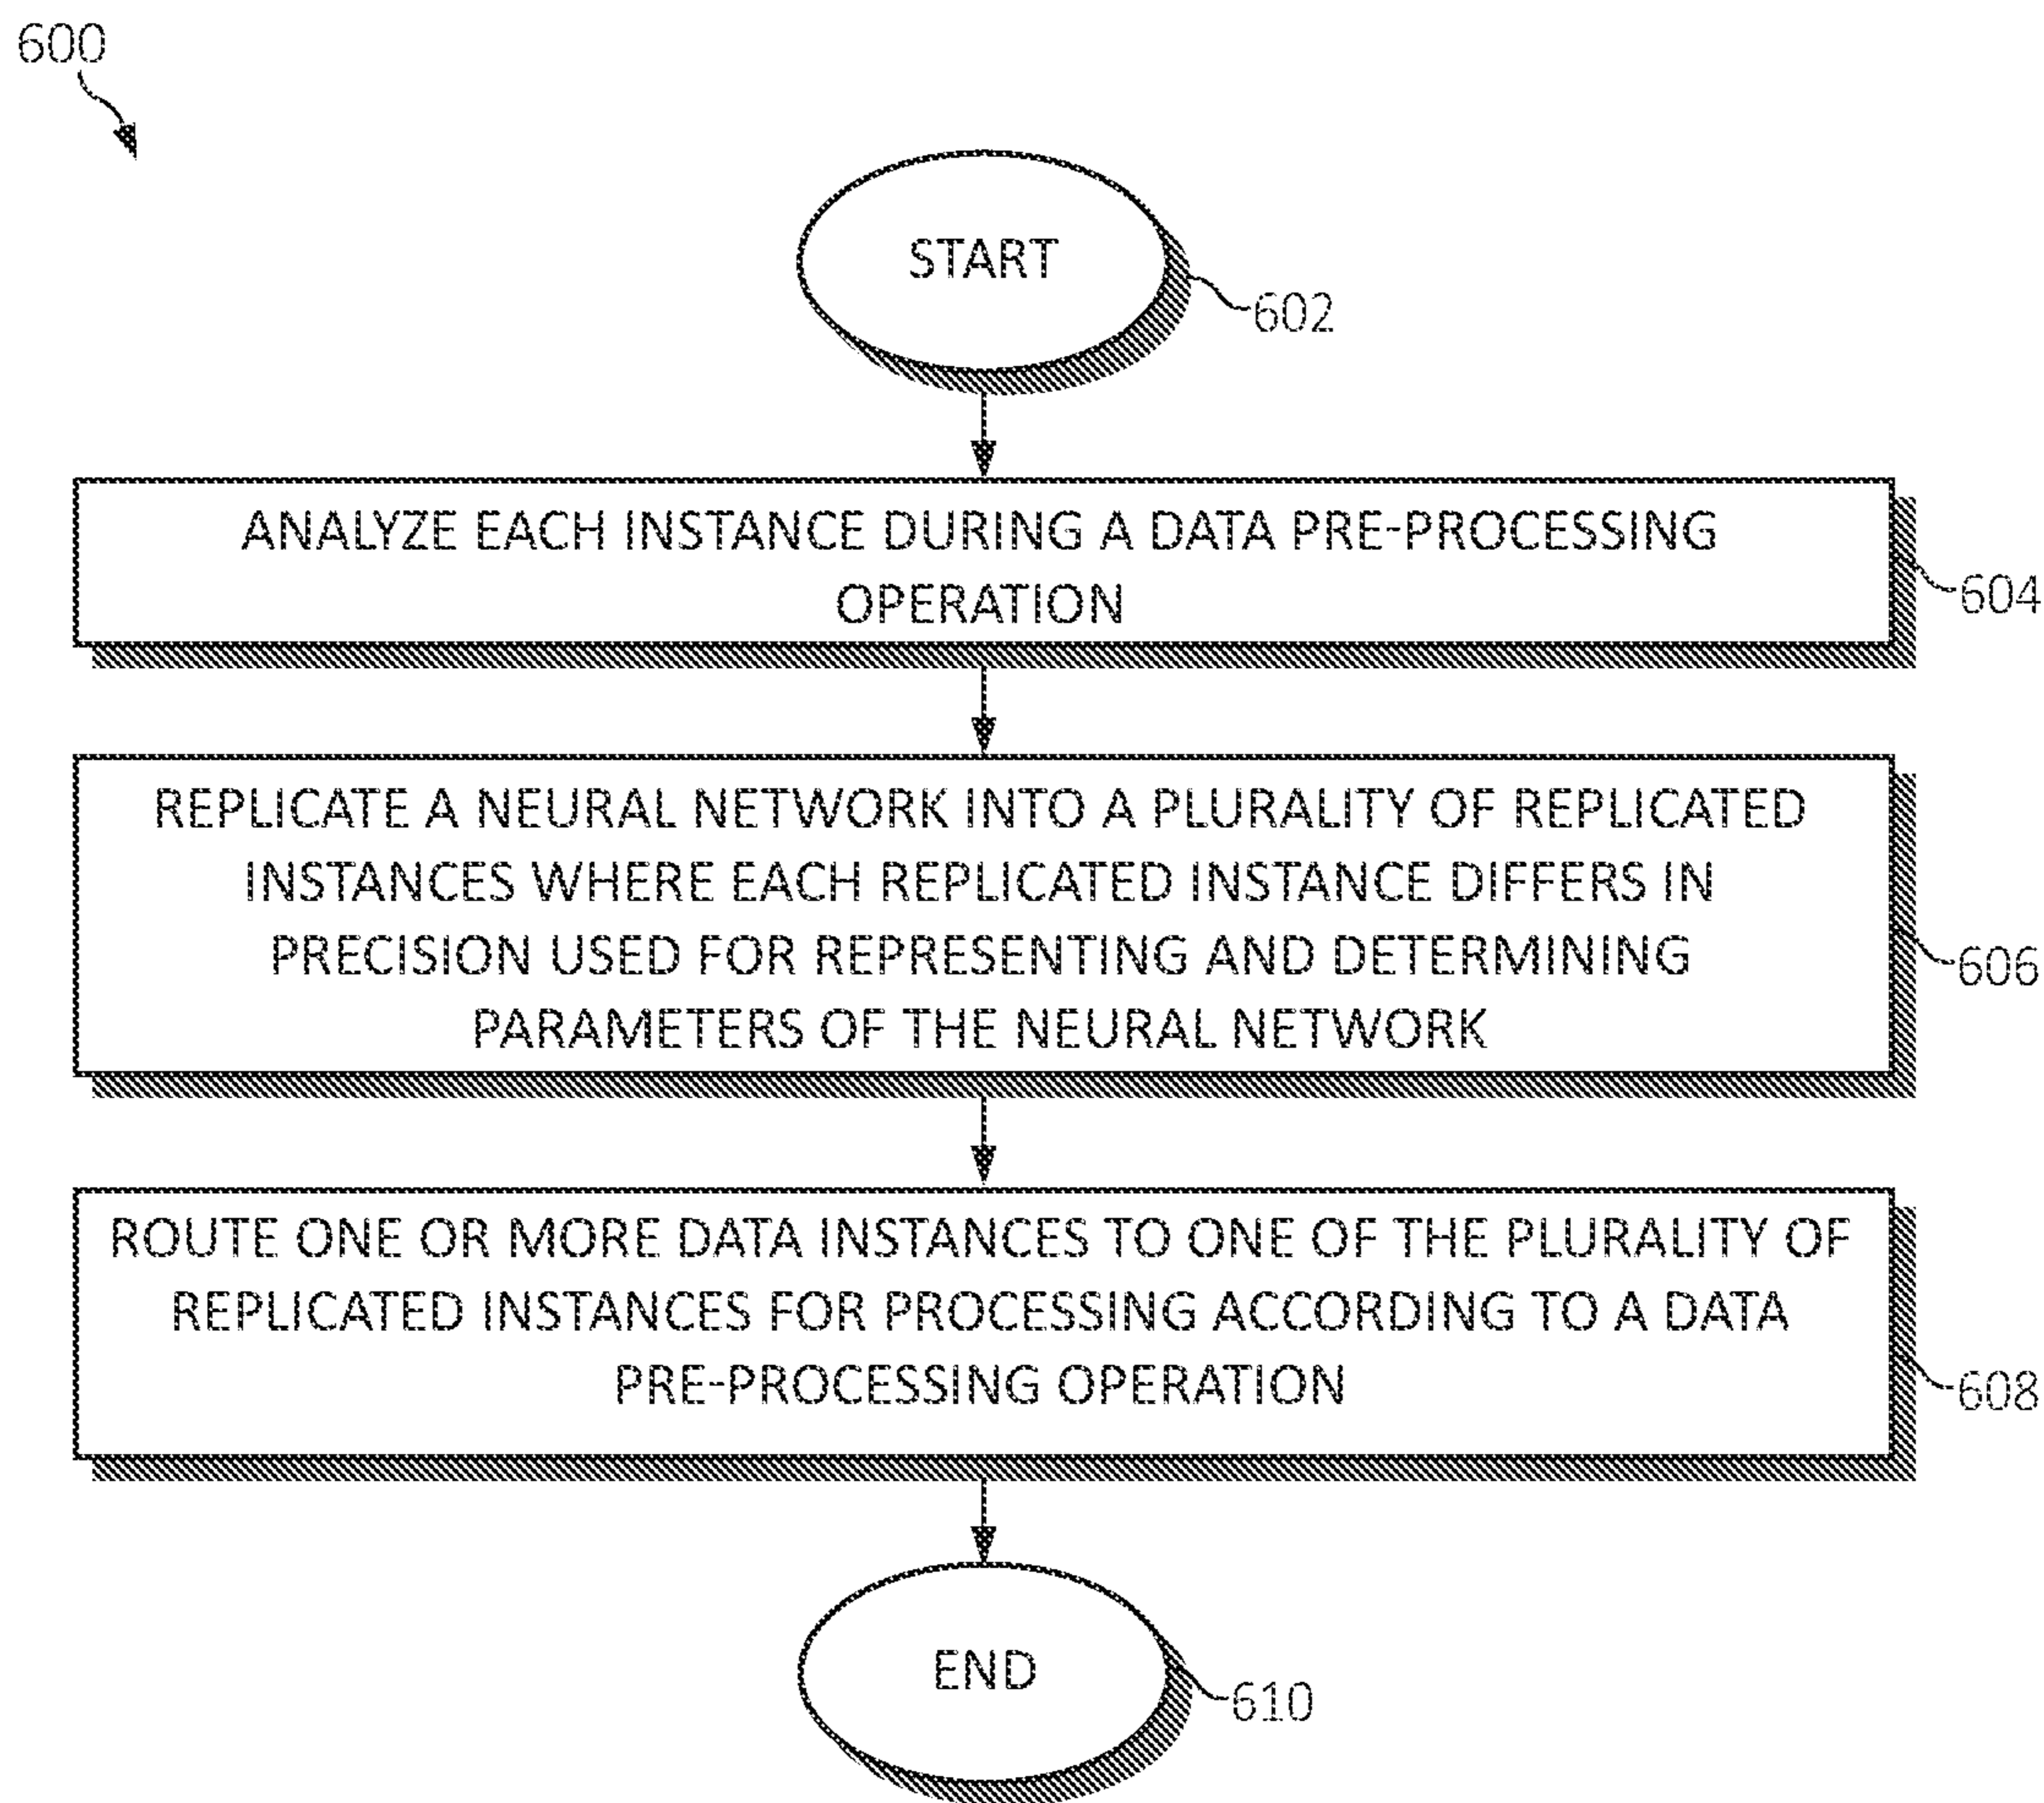 600
START
602
ANALYZE EACH INSTANCE DURING A DATA PRE-PROCESSING
OPERATION
604
REPLICATE A NEURAL NETWORK INTO A PLURALITY OF REPLICATED
INSTANCES WHERE EACH REPLICATED INSTANCE DIFFERS IN
PRECISION USED FOR REPRESENTING AND DETERMINING
PARAMETERS OF THE NEURAL NETWORK
606
ROUTE ONE OR MORE DATA INSTANCES TO ONE OF THE PLURALITY OF
REPLICATED INSTANCES FOR PROCESSING ACCORDING TO A DATA
PRE-PROCESSING OPERATION
608
END
610